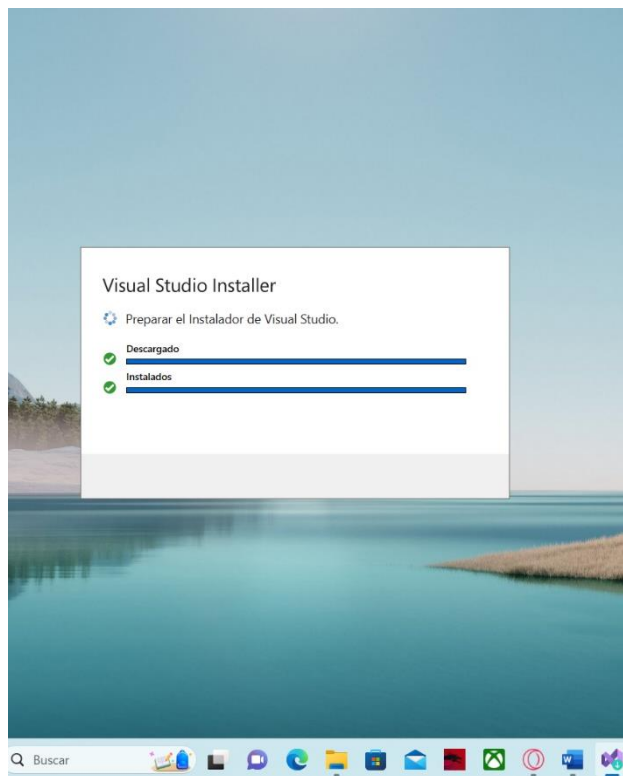 Visual Studio Installer
Preparar el Instalador de Visual Studio.
Descargado
Instalados
Buscar
W